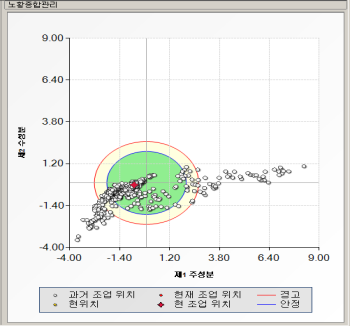 노황종합관리
9.00
6.40
3.80
1.20
-1.40
-4.00
제2 주성분
-4.00 -1.40 1.20 3.80 6.40 9.00
제1 주성분
과거 조업 위치 현재 조업 위치 경고
현위치 현 조업 위치 안정